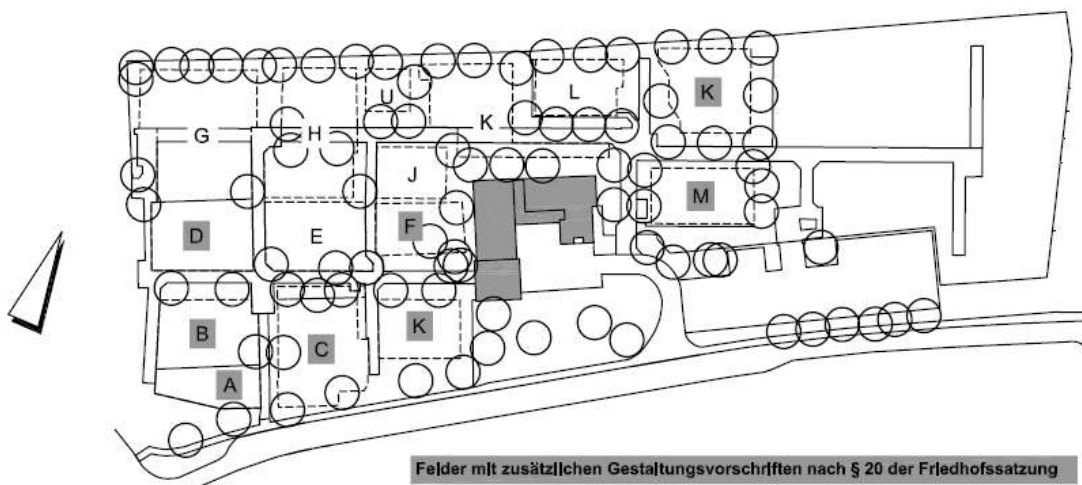 U
L
K
G
H
K
J
M
D
E
F
B
C
K
A
Felder mit zusätzlichen Gestaltungsvorschriften nach § 20 der Friedhofssatzung